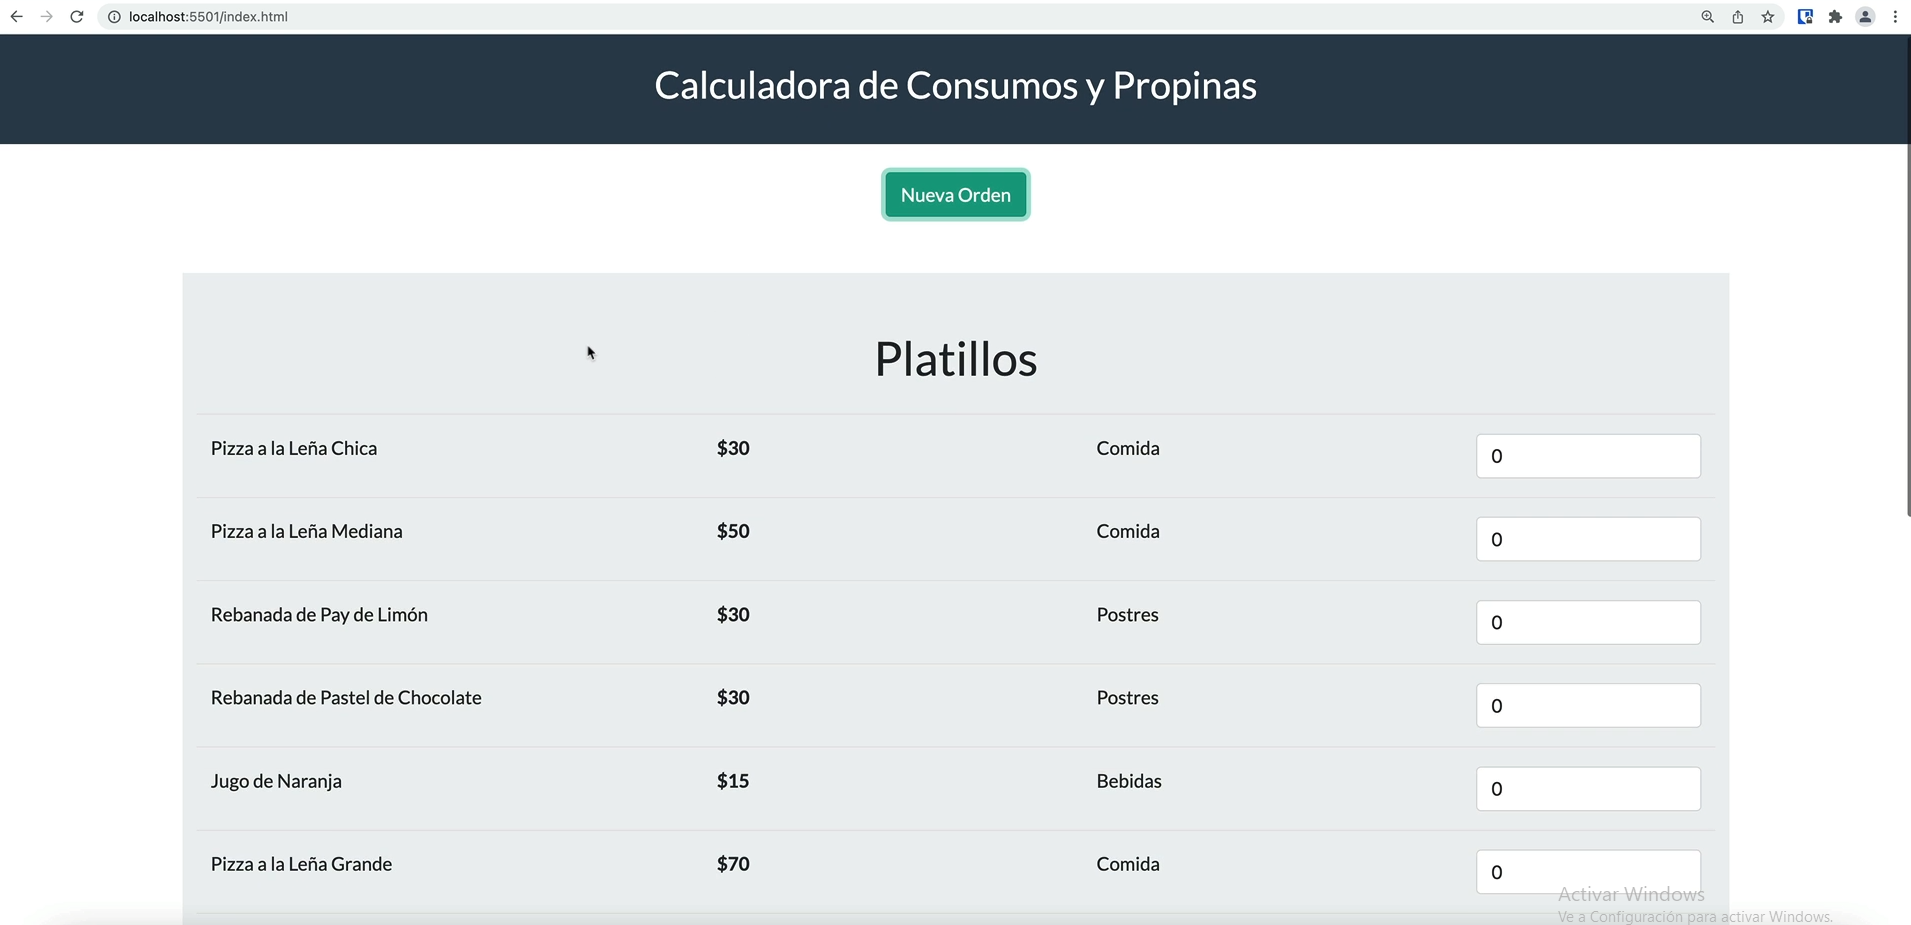 localhost:5501/index.html
Calculadora de Consumos y Propinas
Nueva Orden
Platillos
Pizza a la Leña Chica $30 Comida 0
Pizza a la Leña Mediana $50 Comida 0
Rebanada de Pay de Limón $30 Postres 0
Rebanada de Pastel de Chocolate $30 Postres 0
Jugo de Naranja $15 Bebidas 0
Pizza a la Leña Grande $70 Comida 0
Activar Windows
Ve a Configuración para activar Windows.